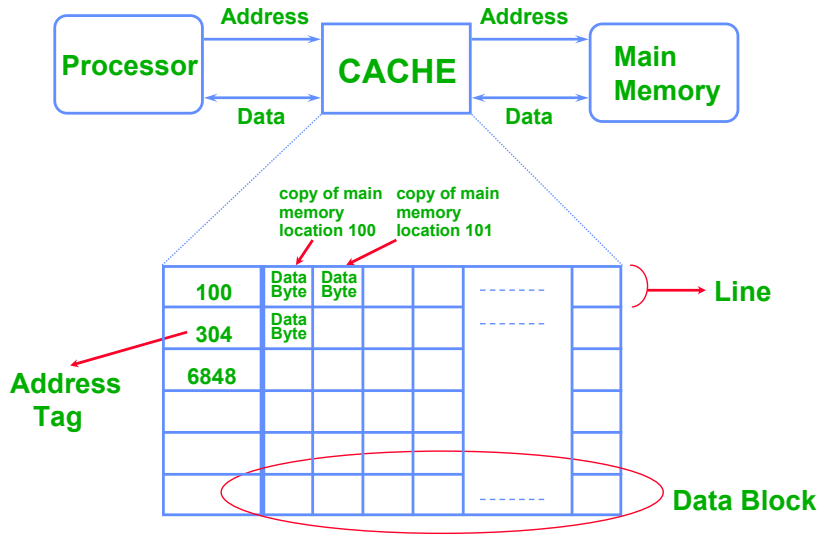 Address
Address
Processor
CACHE
Main
Memory
Data
Data
copy of main
memory
location 100
copy of main
memory
location 101
100
Data
Byte
Data
Byte
Line
304
Data
Byte
6848
Address
Tag
Data Block